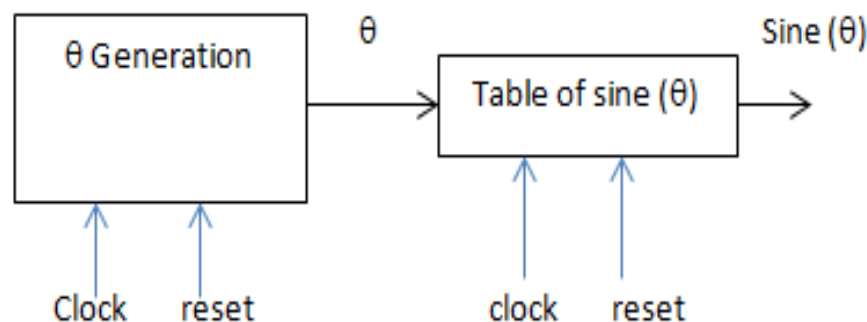 θ Generation
θ
Table of sine (θ)
Sine (θ)
Clock
reset
clock
reset